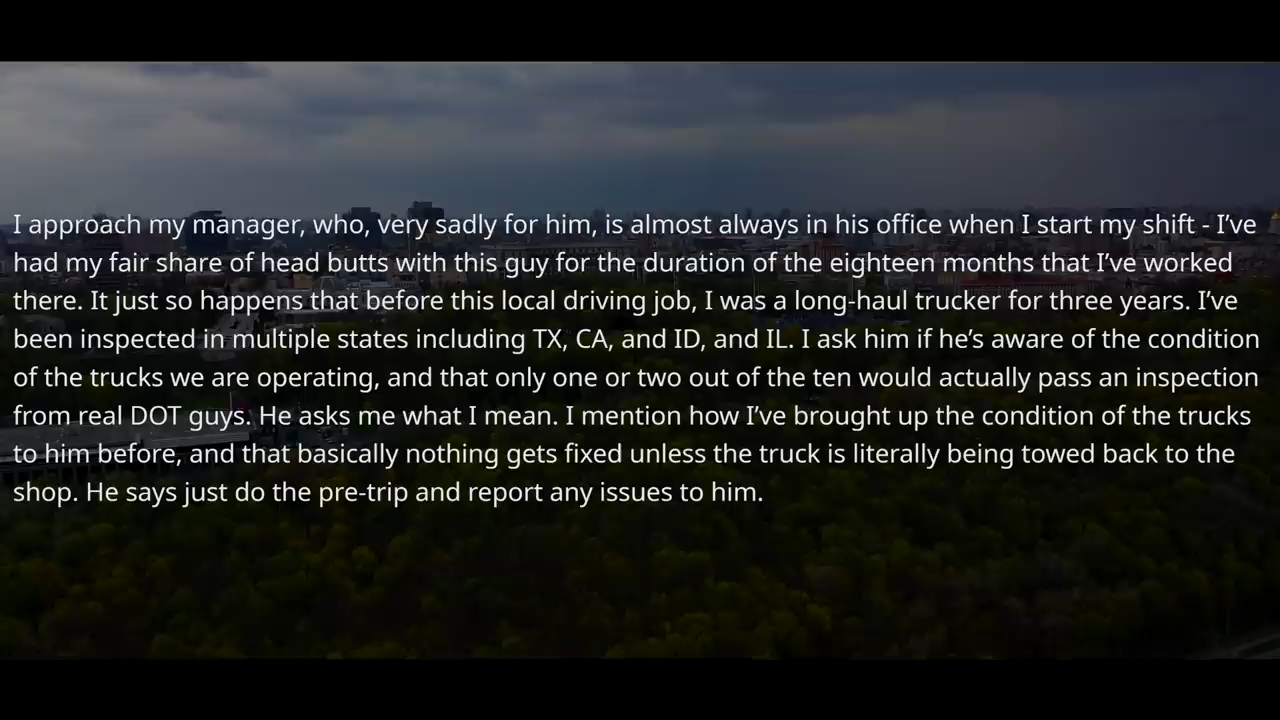 I approach my manager, who, very sadly for him, is almost always in his office when I start my shift - I’ve
had my fair share of head butts with this guy for the duration of the eighteen months that I’ve worked
there. It just so happens that before this local driving job, I was a long-haul trucker for three years. I’ve
been inspected in multiple states including TX, CA, and ID, and IL. I ask him if he’s aware of the condition
of the trucks we are operating, and that only one or two out of the ten would actually pass an inspection
from real DOT guys. He asks me what I mean. I mention how I’ve brought up the condition of the trucks
to him before, and that basically nothing gets fixed unless the truck is literally being towed back to the
shop. He says just do the pre-trip and report any issues to him.